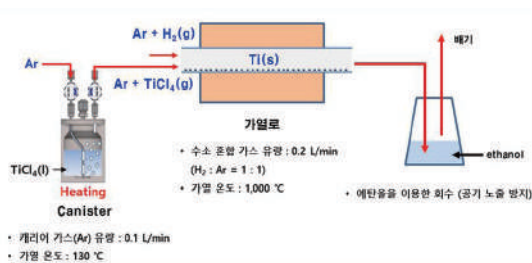 Ar + H₂(g)
배기
Ar
Ti(s)
Ar + TiCl₄(g)
가열로
TiCl₄(l)
ethanol
Heating
Canister
• 수소 혼합 가스 유량 : 0.2 L/min
(H₂ : Ar = 1 : 1)
• 가열 온도 : 1,000 ℃
• 에탄올을 이용한 회수 (공기 노출 방지)
• 캐리어 가스(Ar) 유량 : 0.1 L/min
• 가열 온도 : 130 ℃